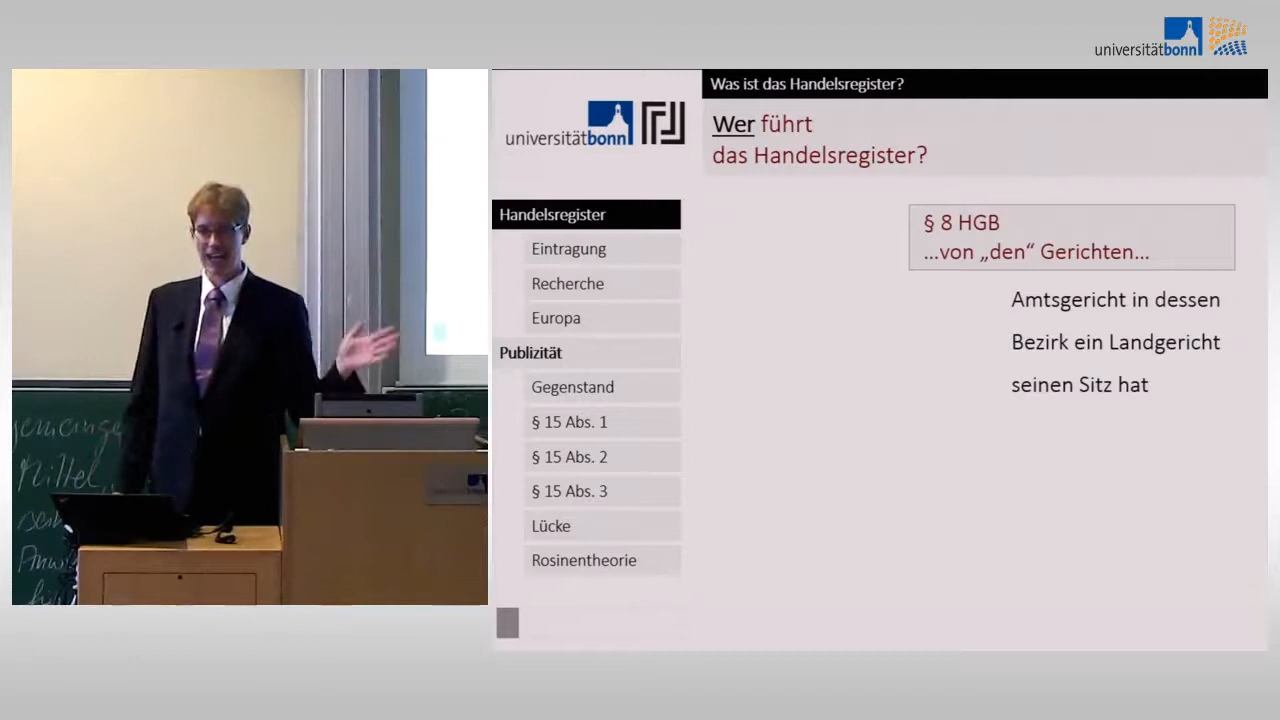 universitätbonn
Was ist das Handelsregister?
universitätbonn
Wer führt
das Handelsregister?
Handelsregister
Eintragung
Recherche
Europa
Publizität
Gegenstand
§ 15 Abs. 1
§ 15 Abs. 2
§ 15 Abs. 3
Lücke
Rosinentheorie
§ 8 HGB
...von „den“ Gerichten...
Amtsgericht in dessen
Bezirk ein Landgericht
seinen Sitz hat
Mittel